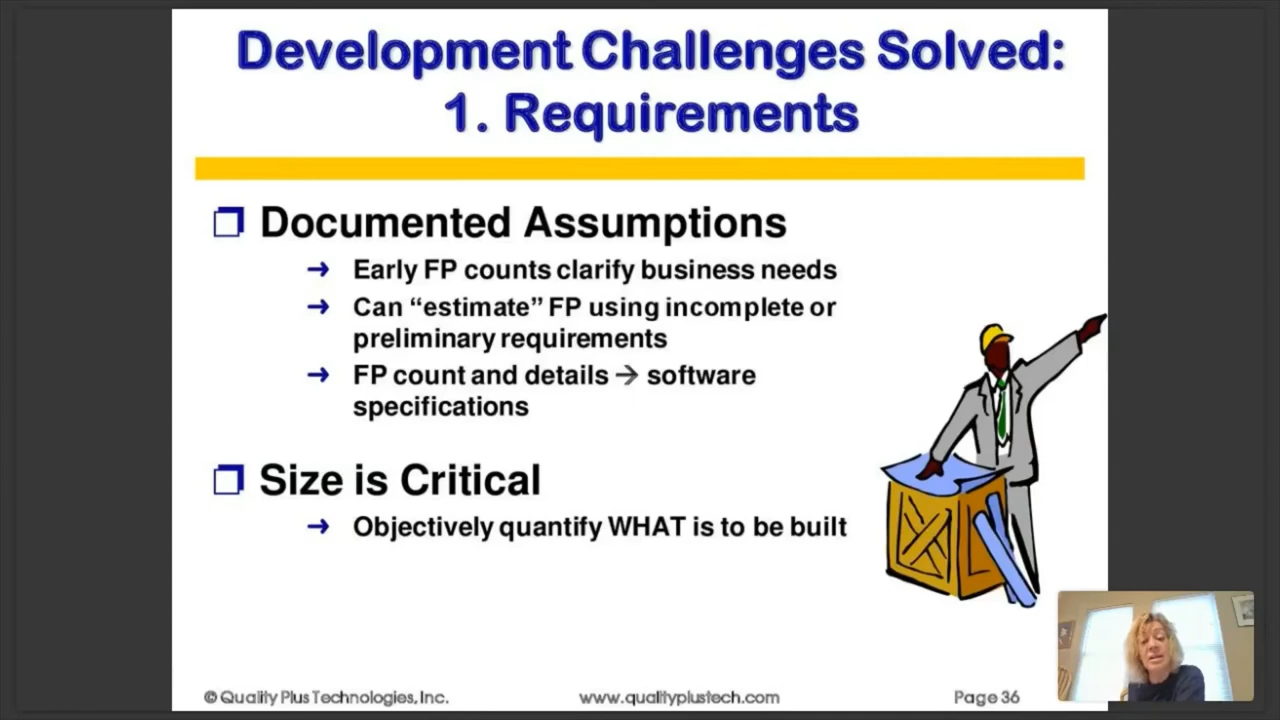 Development Challenges Solved:
1. Requirements
Documented Assumptions
Early FP counts clarify business needs
Can “estimate” FP using incomplete or
preliminary requirements
FP count and details → software
specifications
Size is Critical
Objectively quantify WHAT is to be built
© Quality Plus Technologies, Inc. www.qualityplustech.com Page 36